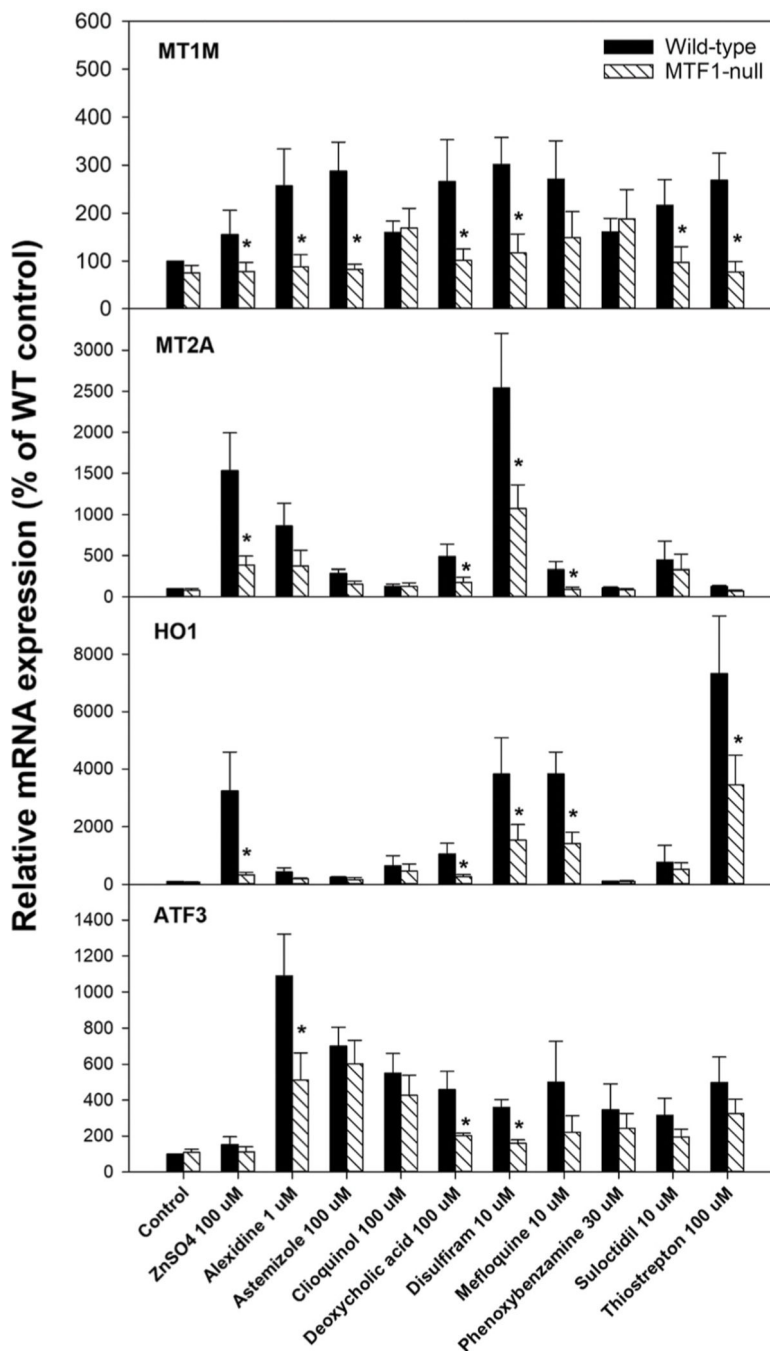 Relative mRNA expression (% of WT control)
MT1M
Wild-type
MTF1-null
600
500
400
300
200
100
0
*
*
*
*
*
*
*
MT2A
3000
2500
2000
1500
1000
500
0
*
*
*
*
HO1
8000
6000
4000
2000
0
*
*
*
*
*
ATF3
1400
1200
1000
800
600
400
200
0
*
*
*
Control
ZnSO4 100 uM
Alexidine 1 uM
Astemizole 100 uM
Clioquinol 100 uM
Deoxycholic acid 100 uM
Disulfiram 10 uM
Mefloquine 10 uM
Phenoxybenzamine 30 uM
Suloctidil 10 uM
Thiostrepton 100 uM